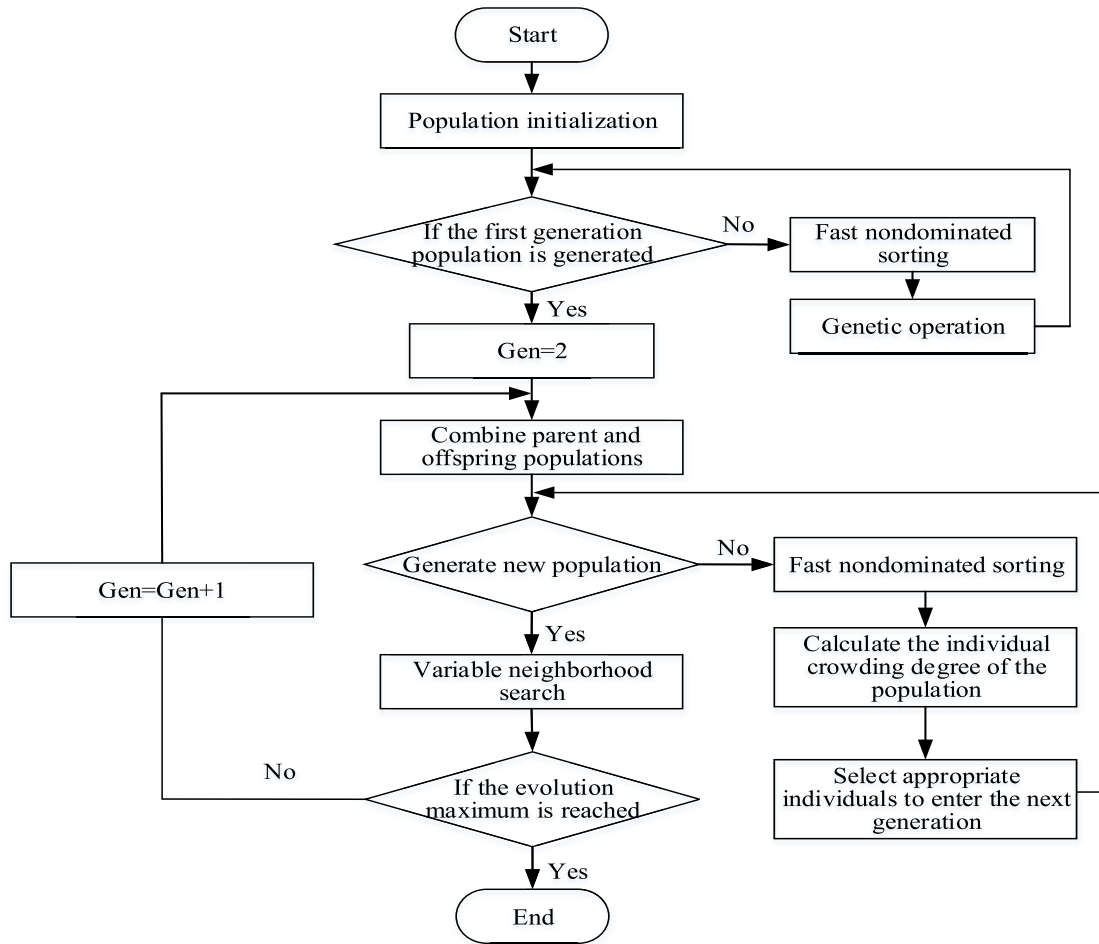 Start
Population initialization
If the first generation
population is generated
No
Fast nondominated
sorting
Genetic operation
Yes
Gen=2
Combine parent and
offspring populations
Generate new population
No
Fast nondominated sorting
Calculate the individual
crowding degree of the
population
Select appropriate
individuals to enter the next
generation
Yes
Variable neighborhood
search
If the evolution
maximum is reached
No
Gen=Gen+1
Yes
End